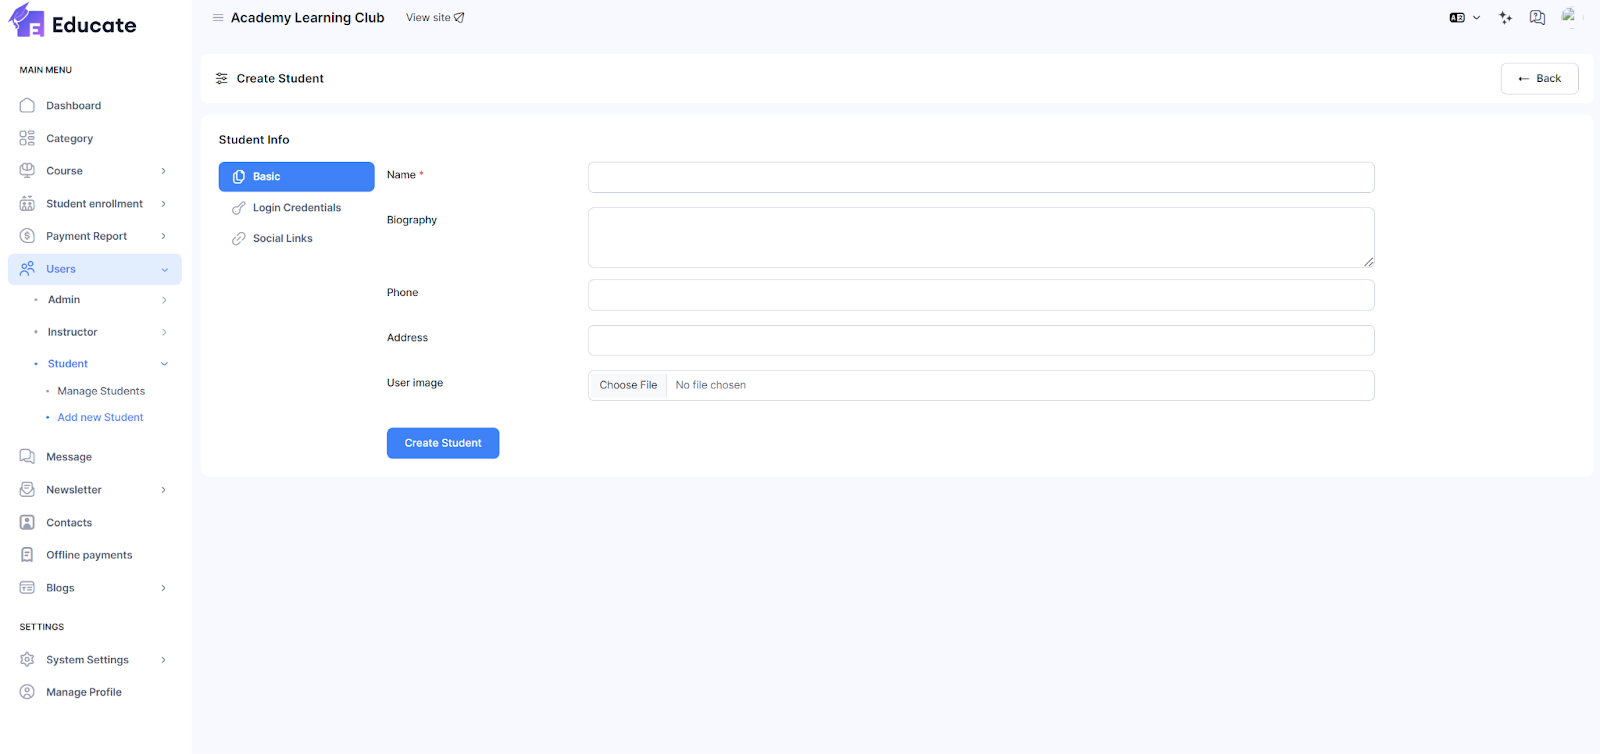 Educate
MAIN MENU
Dashboard
Category
Course
Student enrollment
Payment Report
Users
Admin
Instructor
Student
Manage Students
Add new Student
Message
Newsletter
Contacts
Offline payments
Blogs
SETTINGS
System Settings
Manage Profile
Academy Learning Club View site
Create Student
← Back
Student Info
Basic
Login Credentials
Social Links
Name *
Biography
Phone
Address
User image
Choose File No file chosen
Create Student